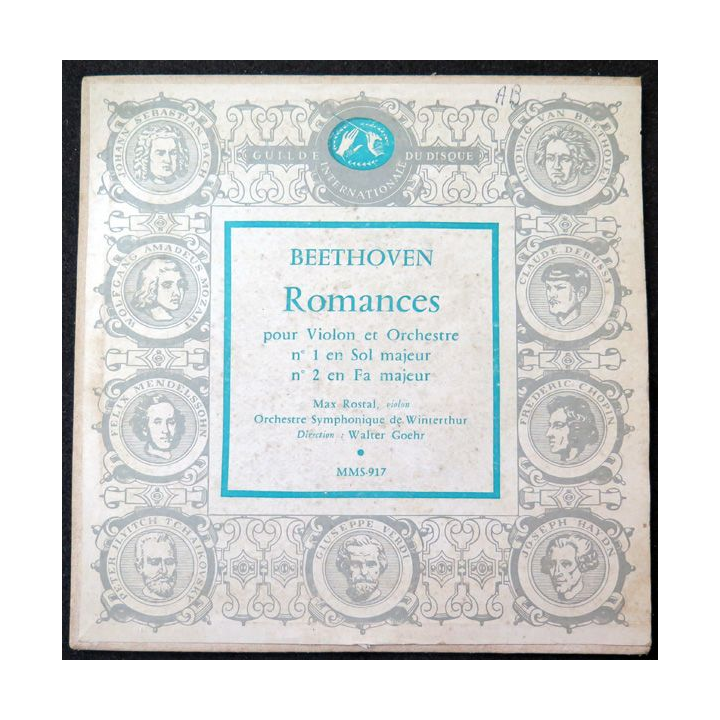 AB
JOHANN SEBASTIAN BACH
GUILDE INTERNATIONALE DU DISQUE
LUDWIG VAN BEETHOVEN
WOLFGANG AMADEUS MOZART
CLAUDE DEBUSSY
BEETHOVEN
Romances
pour Violon et Orchestre
n° 1 en Sol majeur
n° 2 en Fa majeur
Max Rostal, violon
Orchestre Symphonique de Winterthur
Direction : Walter Goehr
MMS-917
FELIX MENDELSSOHN
FREDERIC CHOPIN
PETER ILYITCH TCHAIKOVSKY
GIUSEPPE VERDI
JOSEPH HAYDN